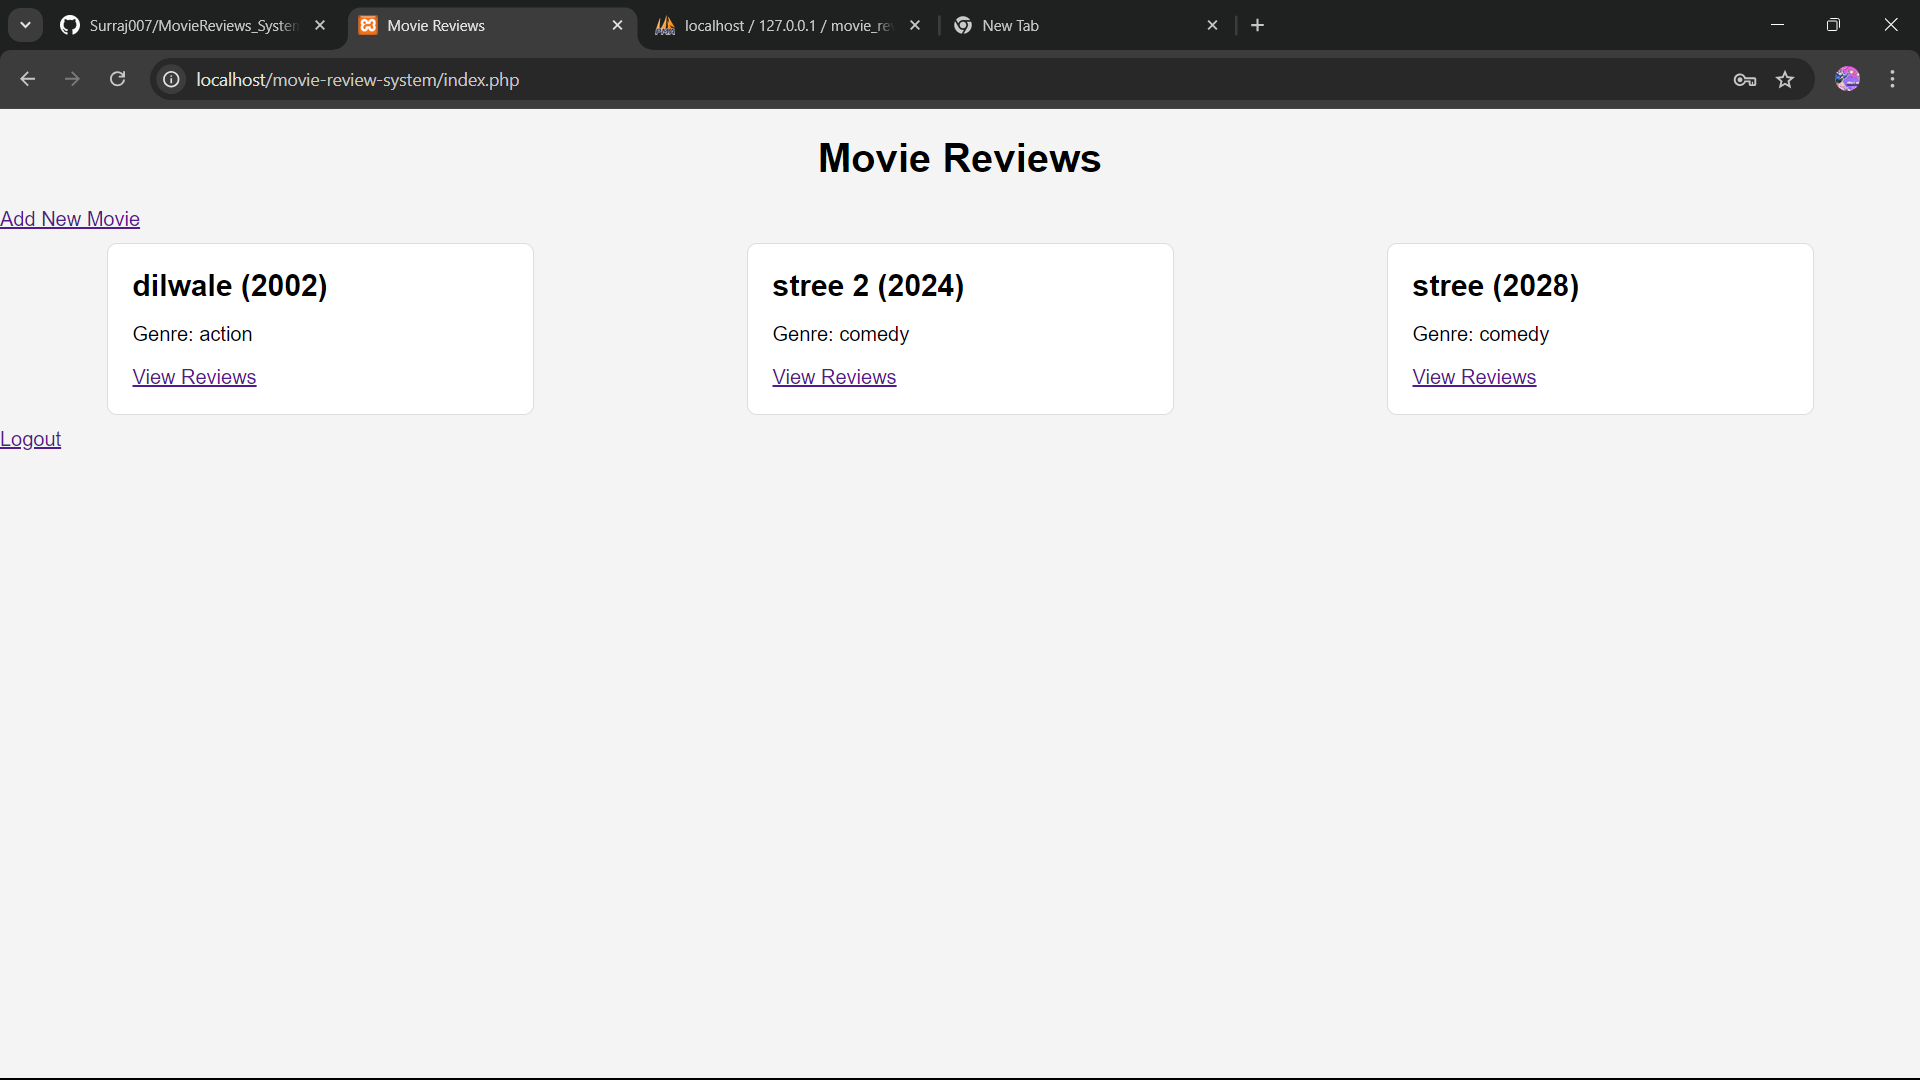 Surraj007/MovieReviews_System
Movie Reviews
localhost / 127.0.0.1 / movie_re
New Tab
localhost/movie-review-system/index.php
Movie Reviews
Add New Movie
dilwale (2002)
Genre: action
View Reviews
stree 2 (2024)
Genre: comedy
View Reviews
stree (2028)
Genre: comedy
View Reviews
Logout